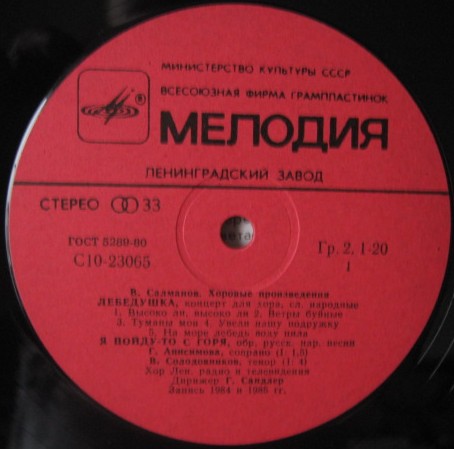 МИНИСТЕРСТВО КУЛЬТУРЫ СССР
ВСЕСОЮЗНАЯ ФИРМА ГРАМПЛАСТИНОК
МЕЛОДИЯ
ЛЕНИНГРАДСКИЙ ЗАВОД
СТЕРЕО 33
ГОСТ 5289-80
С10-23065
Гр. 2. 1-20
1
В. Салманов. Хоровые произведения
ЛЕБЕДУШКА, концерт для хора, сл. народные
1. Высоко ли, высоко ли 2. Ветры буйные
3. Туманы мои 4. Увели нашу подружку
5. На море лебедь воду пила
Я ПОЙДУ-ТО С ГОРЯ, обр. русск. нар. песни
Г. Анисимова, сопрано (1: 1,5)
В. Солодовников, тенор (1: 4)
Хор Лен. радио и телевидения
Дирижер Г. Сандлер
Запись 1984 и 1985 гг.